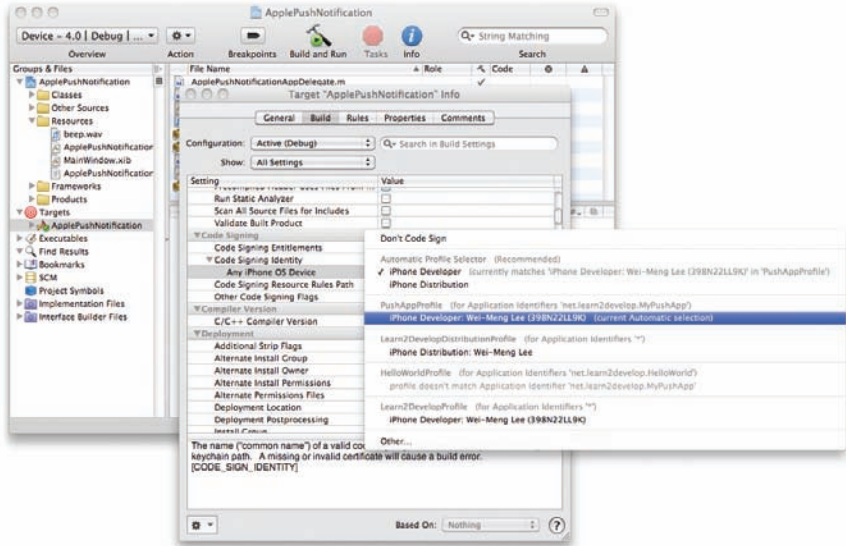 ApplePushNotification
Device - 4.0 | Debug | ...
String Matching
Overview
Action
Breakpoints
Build and Run
Tasks
Info
Search
Groups & Files
ApplePushNotification
Classes
Other Sources
Resources
beep.wav
ApplePushNotification
MainWindow.xib
ApplePushNotification
Frameworks
Products
Targets
ApplePushNotification
Executables
Find Results
Bookmarks
SCM
Project Symbols
Implementation Files
Interface Builder Files
File Name
Role
Code
ApplePushNotificationAppDelegate.m
Target "ApplePushNotification" Info
General
Build
Rules
Properties
Comments
Configuration:
Active (Debug)
Search in Build Settings
Show:
All Settings
Setting
Value
Run Static Analyzer
Scan All Source Files for Includes
Validate Built Product
Code Signing
Code Signing Entitlements
Code Signing Identity
Any iPhone OS Device
Code Signing Resource Rules Path
Other Code Signing Flags
Compiler Version
C/C++ Compiler Version
Deployment
Additional Strip Flags
Alternate Install Group
Alternate Install Owner
Alternate Install Permissions
Alternate Permissions Files
Deployment Location
Deployment Postprocessing
Install Group
The name ("common name") of a valid
keychain path. A missing or invalid certificate will cause a build error.
[CODE_SIGN_IDENTITY]
Based On:
Nothing
Don't Code Sign
Automatic Profile Selector (Recommended)
iPhone Developer (currently matches 'iPhone Developer: Wei-Meng Lee (398N22LL9K)' in 'PushAppProfile')
iPhone Distribution
PushAppProfile (for Application Identifiers 'net.learn2develop.MyPushApp')
iPhone Developer: Wei-Meng Lee (398N22LL9K) (current Automatic selection)
Learn2DevelopDistributionProfile (for Application Identifiers '*')
iPhone Distribution: Wei-Meng Lee
HelloWorldProfile (for Application Identifiers 'net.learn2develop.HelloWorld')
profile doesn't match Application Identifier 'net.learn2develop.MyPushApp'
Learn2DevelopProfile (for Application Identifiers '*')
iPhone Developer: Wei-Meng Lee (398N22LL9K)
Other...